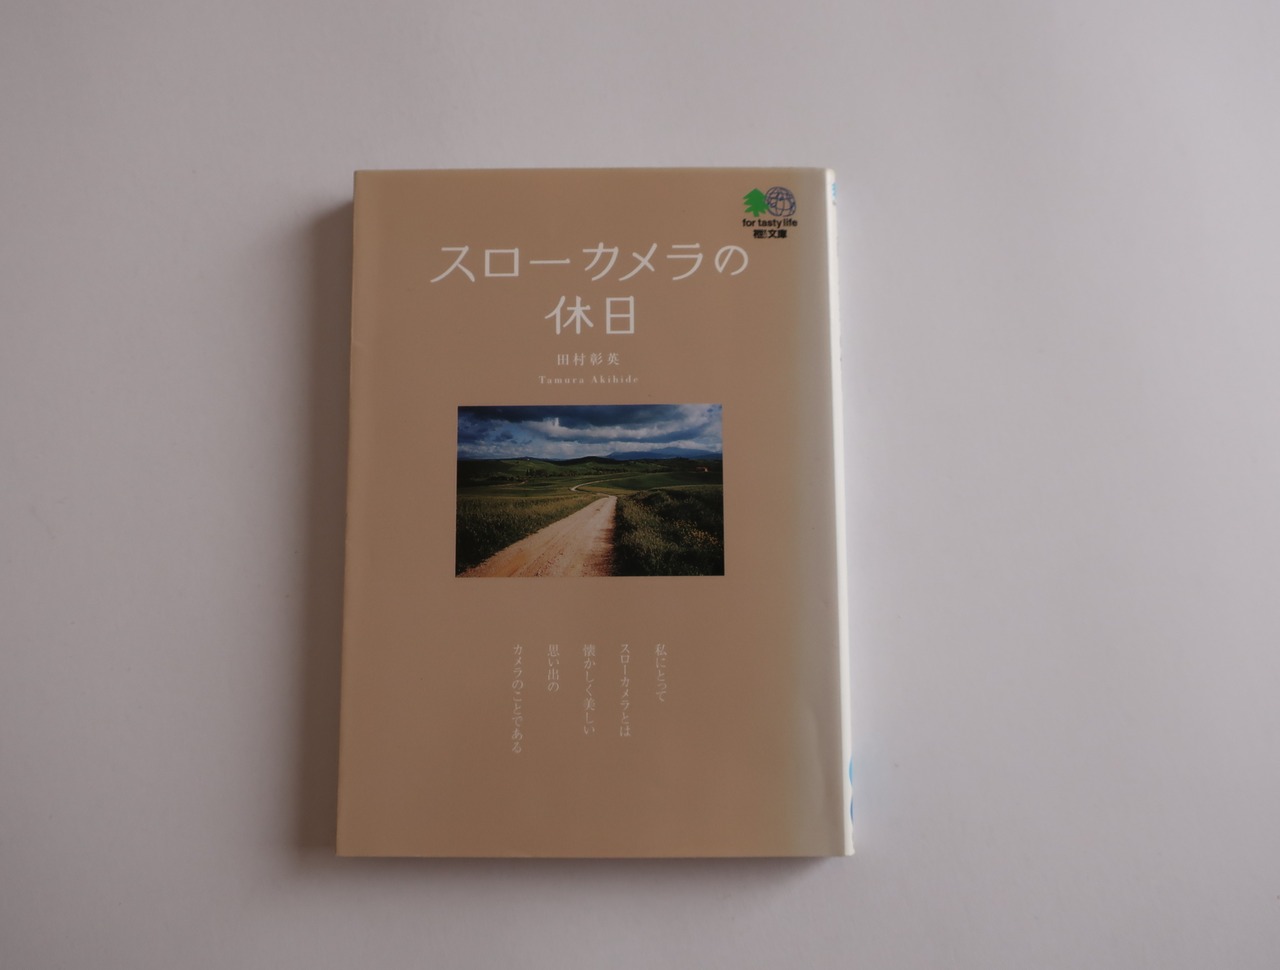 for tasty life
枻文庫
スローカメラの
休日
田村彰英
Tamura Akihide
私にとって
スローカメラとは
懐かしく美しい
思い出の
カメラのことである